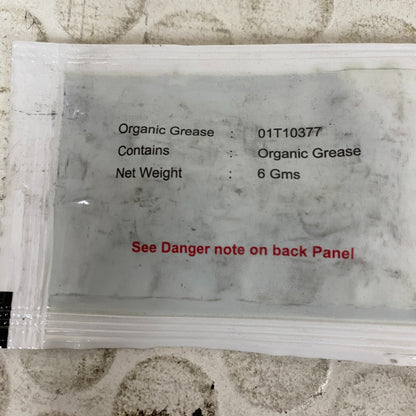 Organic Grease : 01T10377
Contains : Organic Grease
Net Weight : 6 Gms
See Danger note on back Panel